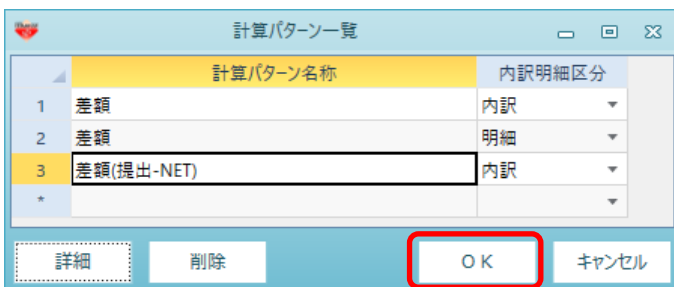 計算パターン一覧
計算パターン名称 内訳明細区分
1 差額 内訳
2 差額 明細
3 差額(提出-NET) 内訳
*
詳細 削除 OK キャンセル